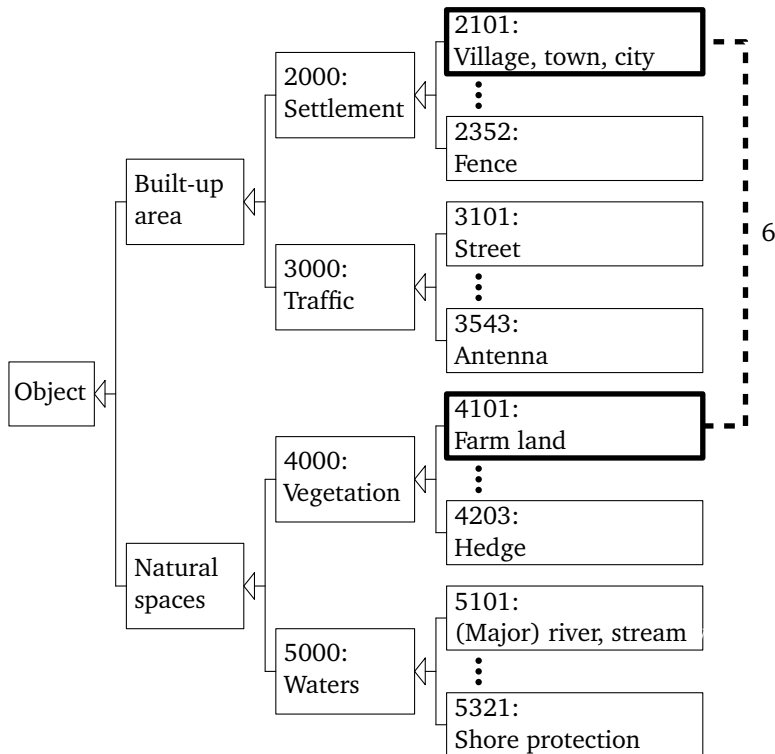 2101:
Village, town, city
2000:
Settlement
2352:
Fence
Built-up
area
3101:
Street
6
3000:
Traffic
3543:
Antenna
Object
4101:
Farm land
4000:
Vegetation
4203:
Hedge
Natural
spaces
5101:
(Major) river, stream
5000:
Waters
5321:
Shore protection